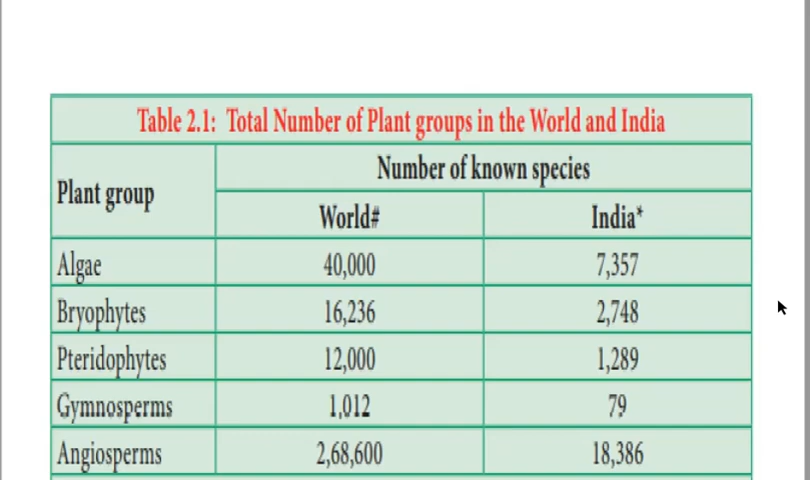 Table 2.1: Total Number of Plant groups in the World and India
Plant group
Number of known species
World# India*
Algae 40,000 7,357
Bryophytes 16,236 2,748
Pteridophytes 12,000 1,289
Gymnosperms 1,012 79
Angiosperms 2,68,600 18,386